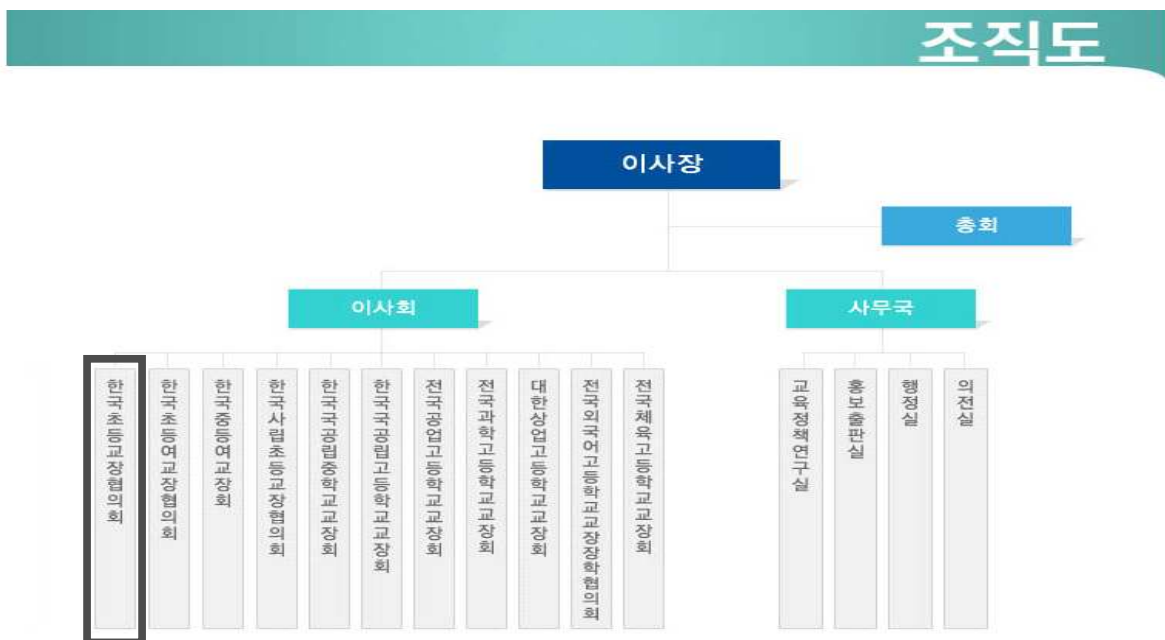 조직도
이사장
총회
이사회
사무국
한국초등교장협의회
한국초등여교장협의회
한국중등여교장회
한국사립초등교장협의회
한국국공립중학교교장회
한국국공립고등학교교장회
전국공업고등학교교장회
전국과학고등학교교장회
대한상업고등학교교장회
전국외국어고등학교교장장학협의회
전국체육고등학교교장회
교육정책연구실
홍보출판실
행정실
의전실